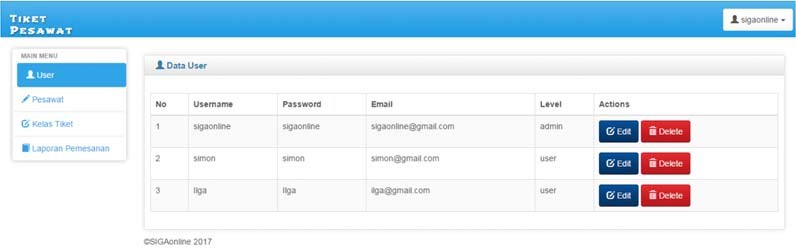 TIKET
PESAWAT
sigaonline
MAIN MENU
User
Pesawat
Kelas Tiket
Laporan Pemesanan
Data User
No Username Password Email Level Actions
1 sigaonline sigaonline sigaonline@gmail.com admin Edit Delete
2 simon simon simon@gmail.com user Edit Delete
3 Ilga Ilga ilga@gmail.com user Edit Delete
©SIGAonline 2017